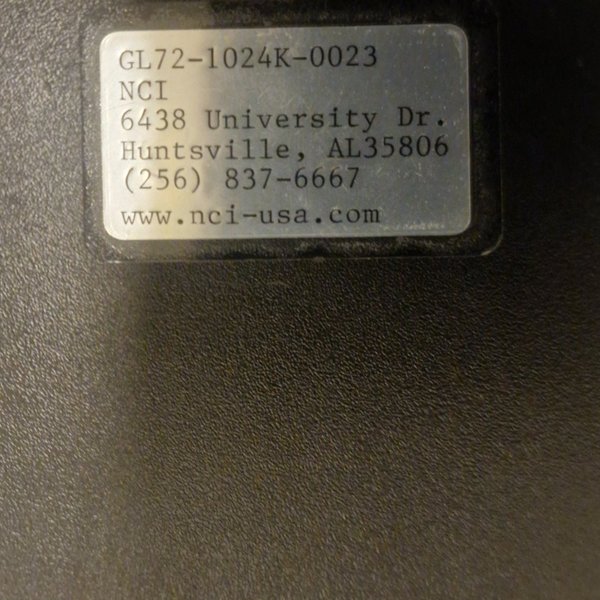 GL72-1024K-0023
NCI
6438 University Dr.
Huntsville, AL35806
(256) 837-6667
www.nci-usa.com